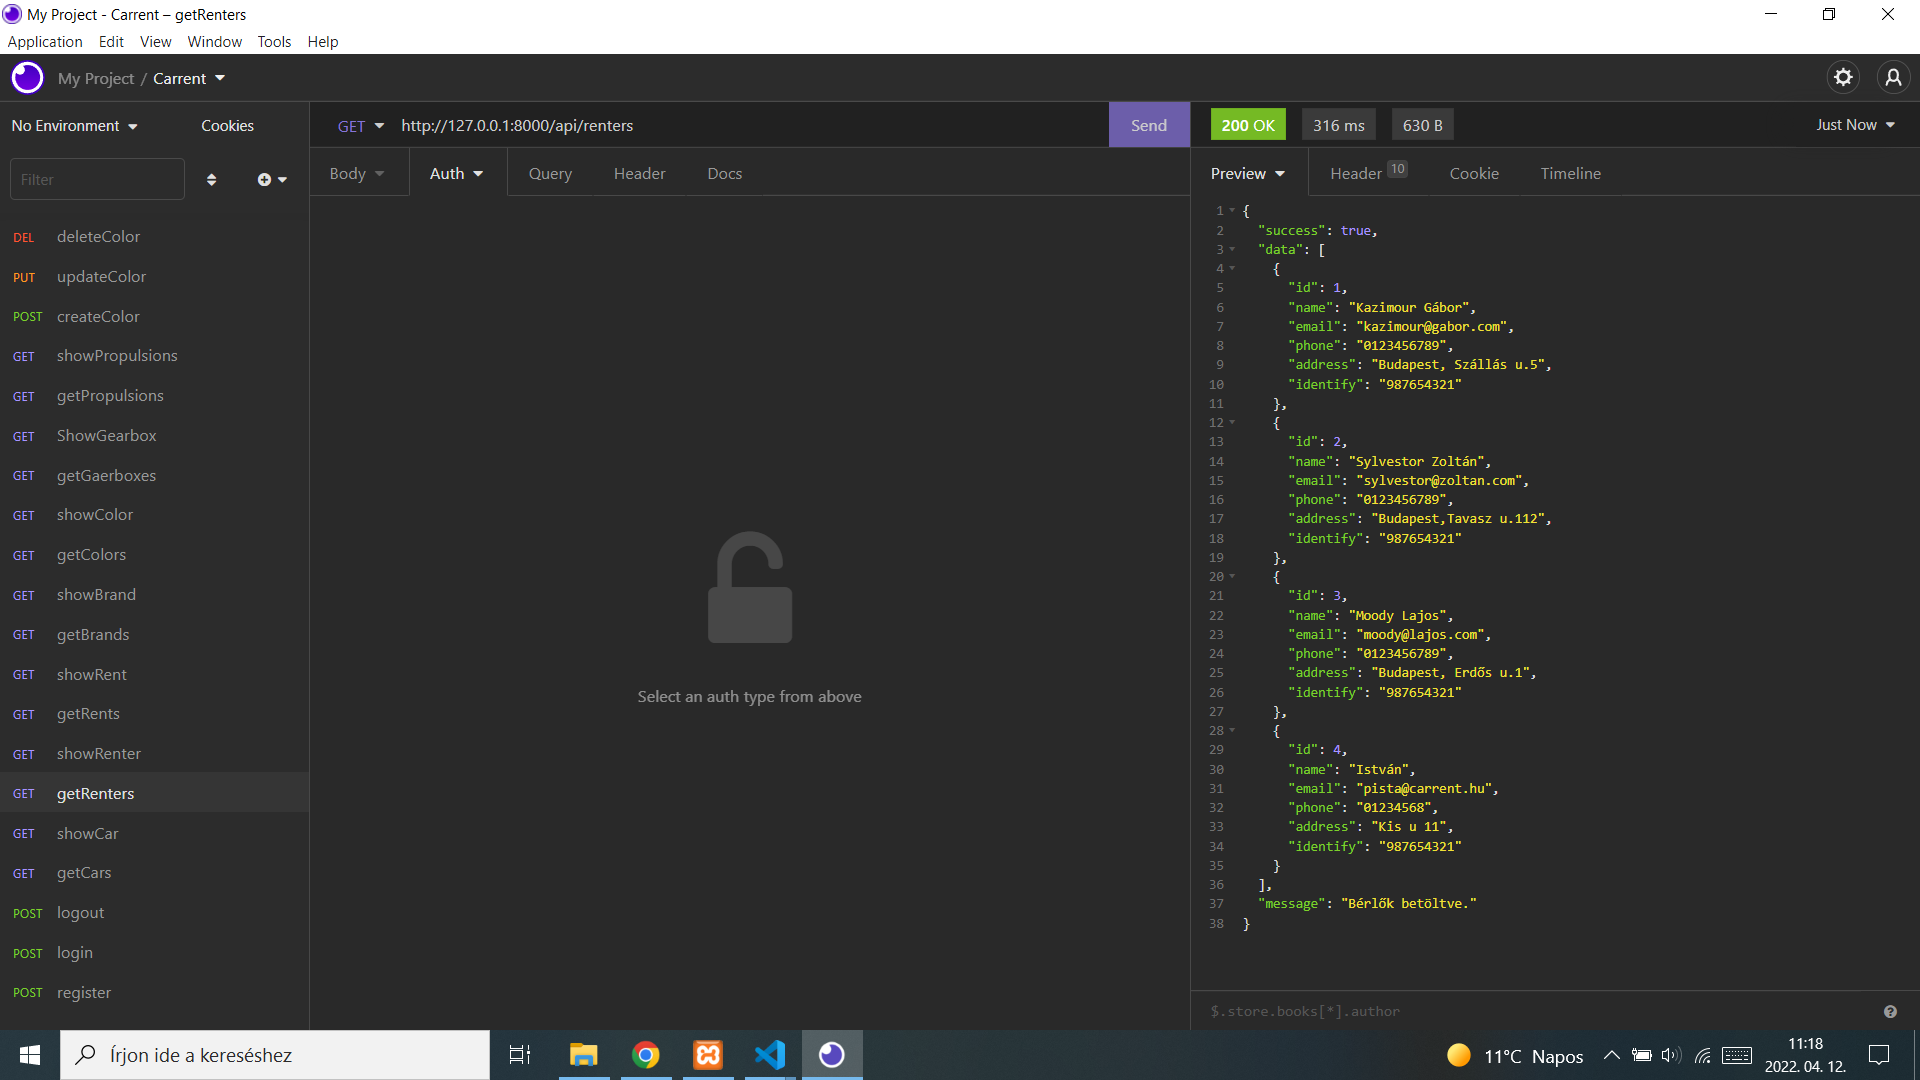 My Project - Carrent – getRenters
Application Edit View Window Tools Help
My Project / Carrent
No Environment Cookies
GET http://127.0.0.1:8000/api/renters Send
200 OK 316 ms 630 B Just Now
Filter
Body Auth Query Header Docs
Preview Header 10 Cookie Timeline
DEL deleteColor
PUT updateColor
POST createColor
GET showPropulsions
GET getPropulsions
GET ShowGearbox
GET getGaerboxes
GET showColor
GET getColors
GET showBrand
GET getBrands
GET showRent
GET getRents
GET showRenter
GET getRenters
GET showCar
GET getCars
POST logout
POST login
POST register
Select an auth type from above
1 {
2 "success": true,
3 "data": [
4 {
5 "id": 1,
6 "name": "Kazimour Gábor",
7 "email": "kazimour@gabor.com",
8 "phone": "0123456789",
9 "address": "Budapest, Szállás u.5",
10 "identify": "987654321"
11 },
12 {
13 "id": 2,
14 "name": "Sylvestor Zoltán",
15 "email": "sylvestor@zoltan.com",
16 "phone": "0123456789",
17 "address": "Budapest,Tavasz u.112",
18 "identify": "987654321"
19 },
20 {
21 "id": 3,
22 "name": "Moody Lajos",
23 "email": "moody@lajos.com",
24 "phone": "0123456789",
25 "address": "Budapest, Erdős u.1",
26 "identify": "987654321"
27 },
28 {
29 "id": 4,
30 "name": "István",
31 "email": "pista@carrent.hu",
32 "phone": "01234568",
33 "address": "Kis u 11",
34 "identify": "987654321"
35 }
36 ],
37 "message": "Bérlők betöltve."
38 }
$.store.books[*].author
Írjon ide a kereséshez
11°C Napos
11:18
2022. 04. 12.